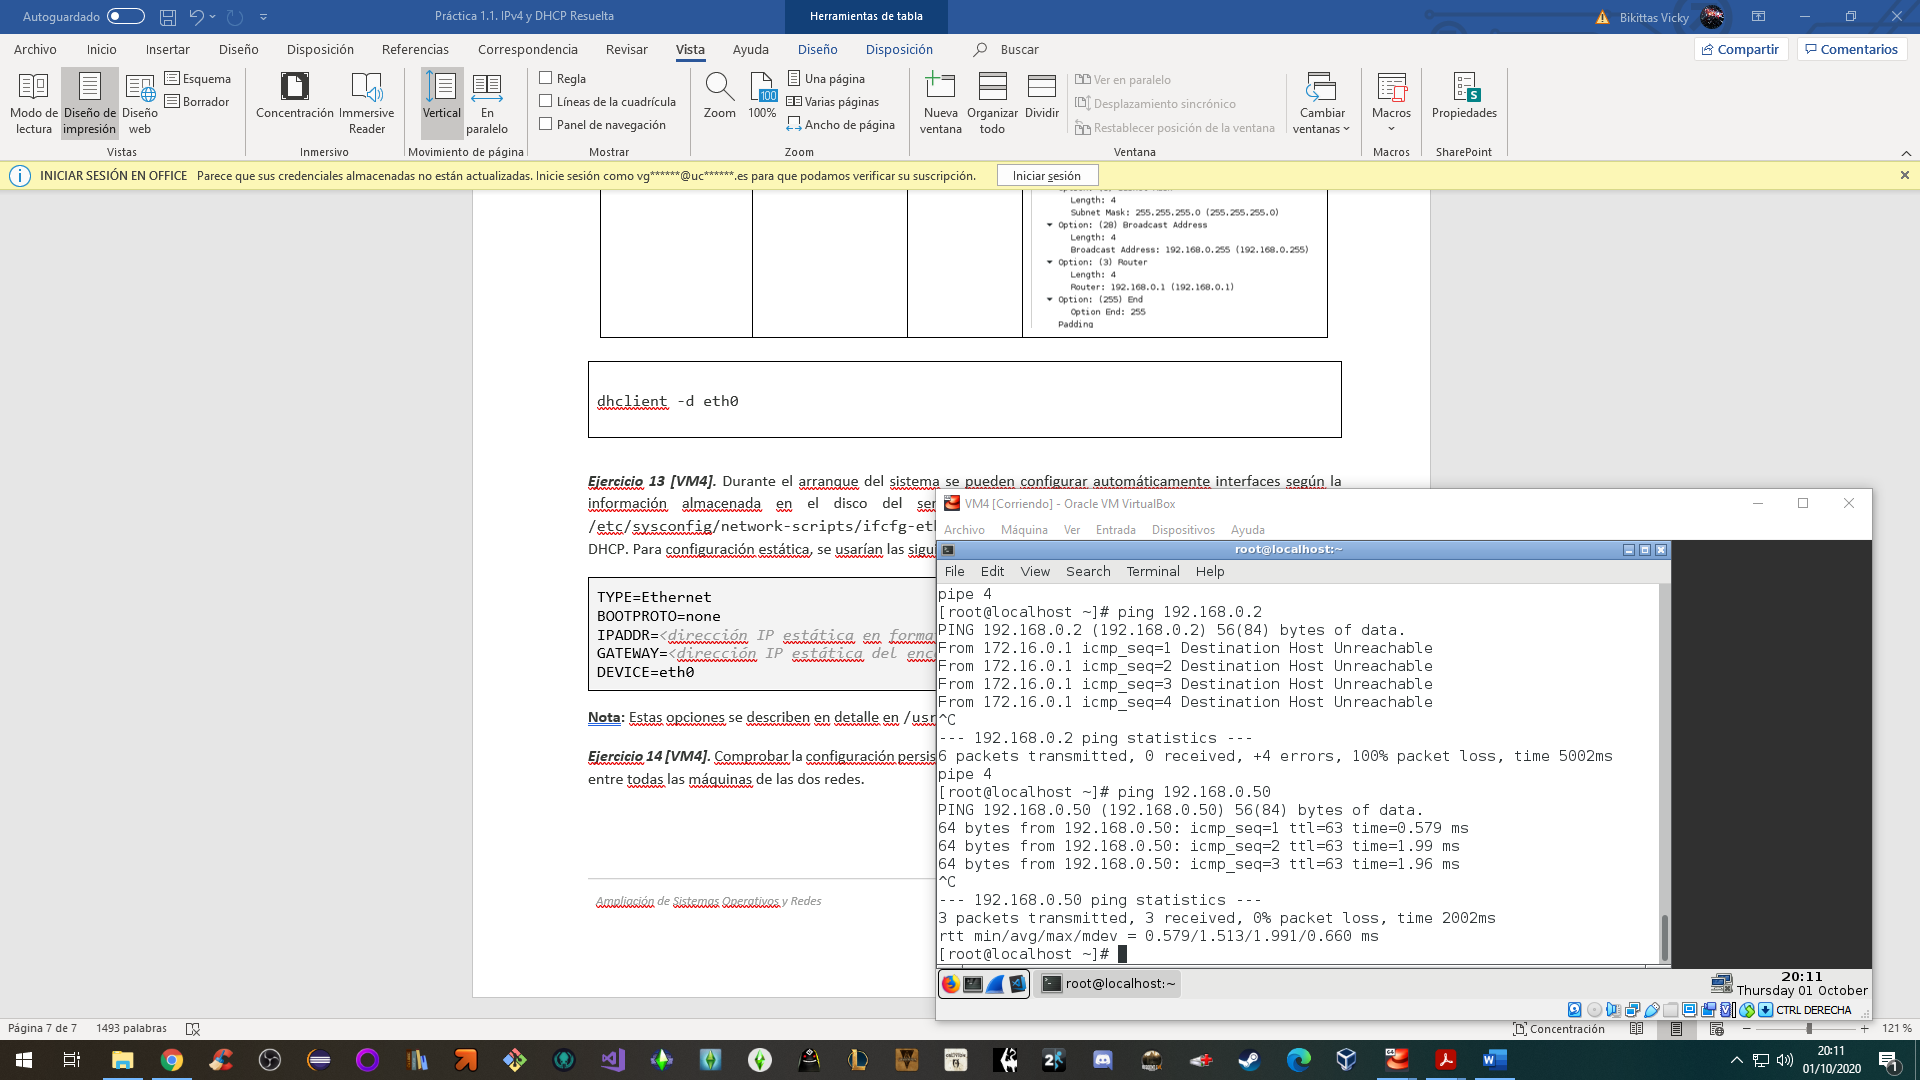 Autoguardado
Práctica 1.1. IPv4 y DHCP Resuelta
Herramientas de tabla
Bikittas Vicky
Archivo Inicio Insertar Diseño Disposición Referencias Correspondencia Revisar Vista Ayuda Diseño Disposición Buscar
Compartir Comentarios
Modo de lectura
Diseño de impresión
Diseño web
Esquema
Borrador
Vistas
Concentración
Immersive Reader
Inmersivo
Vertical
En paralelo
Movimiento de página
Regla
Líneas de la cuadrícula
Panel de navegación
Mostrar
Zoom
100
100%
Una página
Varias páginas
Ancho de página
Zoom
Nueva ventana
Organizar todo
Dividir
Ver en paralelo
Desplazamiento sincrónico
Restablecer posición de la ventana
Cambiar ventanas
Ventana
Macros
Macros
Propiedades
SharePoint
INICIAR SESIÓN EN OFFICE Parece que sus credenciales almacenadas no están actualizadas. Inicie sesión como vg******@uc******.es para que podamos verificar su suscripción. Iniciar sesión
Length: 4
Subnet Mask: 255.255.255.0 (255.255.255.0)
Option: (28) Broadcast Address
Length: 4
Broadcast Address: 192.168.0.255 (192.168.0.255)
Option: (3) Router
Length: 4
Router: 192.168.0.1 (192.168.0.1)
Option: (255) End
Option End: 255
Padding
dhclient -d eth0
Ejercicio 13 [VM4]. Durante el arranque del sistema se pueden configurar automáticamente interfaces según la
información almacenada en el disco del ser
/etc/sysconfig/network-scripts/ifcfg-eth
DHCP. Para configuración estática, se usarían las sigui
TYPE=Ethernet
BOOTPROTO=none
IPADDR=<dirección IP estática en format
GATEWAY=<dirección IP estática del enc
DEVICE=eth0
Nota: Estas opciones se describen en detalle en /usr
Ejercicio 14 [VM4]. Comprobar la configuración persis
entre todas las máquinas de las dos redes.
Ampliación de Sistemas Operativos y Redes
VM4 [Corriendo] - Oracle VM VirtualBox
Archivo Máquina Ver Entrada Dispositivos Ayuda
root@localhost:~
File Edit View Search Terminal Help
pipe 4
[root@localhost ~]# ping 192.168.0.2
PING 192.168.0.2 (192.168.0.2) 56(84) bytes of data.
From 172.16.0.1 icmp_seq=1 Destination Host Unreachable
From 172.16.0.1 icmp_seq=2 Destination Host Unreachable
From 172.16.0.1 icmp_seq=3 Destination Host Unreachable
From 172.16.0.1 icmp_seq=4 Destination Host Unreachable
^C
--- 192.168.0.2 ping statistics ---
6 packets transmitted, 0 received, +4 errors, 100% packet loss, time 5002ms
pipe 4
[root@localhost ~]# ping 192.168.0.50
PING 192.168.0.50 (192.168.0.50) 56(84) bytes of data.
64 bytes from 192.168.0.50: icmp_seq=1 ttl=63 time=0.579 ms
64 bytes from 192.168.0.50: icmp_seq=2 ttl=63 time=1.99 ms
64 bytes from 192.168.0.50: icmp_seq=3 ttl=63 time=1.96 ms
^C
--- 192.168.0.50 ping statistics ---
3 packets transmitted, 3 received, 0% packet loss, time 2002ms
rtt min/avg/max/mdev = 0.579/1.513/1.991/0.660 ms
[root@localhost ~]#
root@localhost:~
20:11
Thursday 01 October
CTRL DERECHA
Página 7 de 7 1493 palabras
Concentración
121 %
20:11
01/10/2020